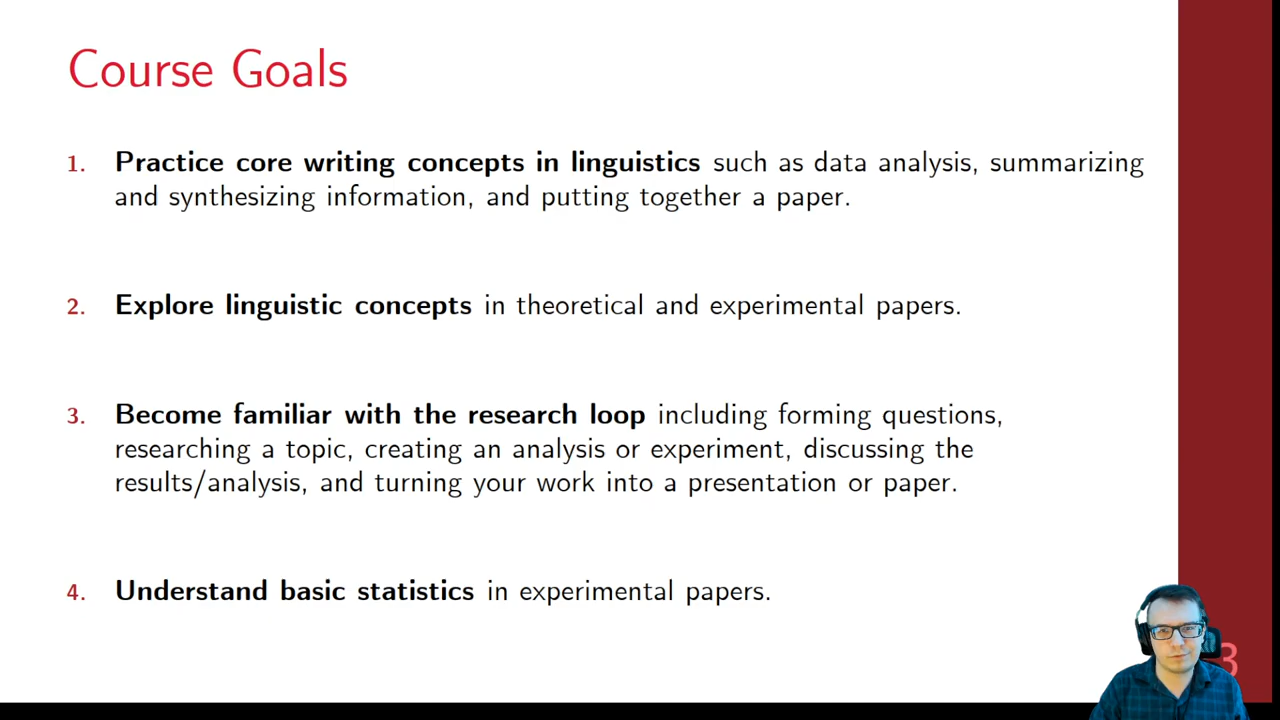 Course Goals
1. Practice core writing concepts in linguistics such as data analysis, summarizing
and synthesizing information, and putting together a paper.
2. Explore linguistic concepts in theoretical and experimental papers.
3. Become familiar with the research loop including forming questions,
researching a topic, creating an analysis or experiment, discussing the
results/analysis, and turning your work into a presentation or paper.
4. Understand basic statistics in experimental papers.
3